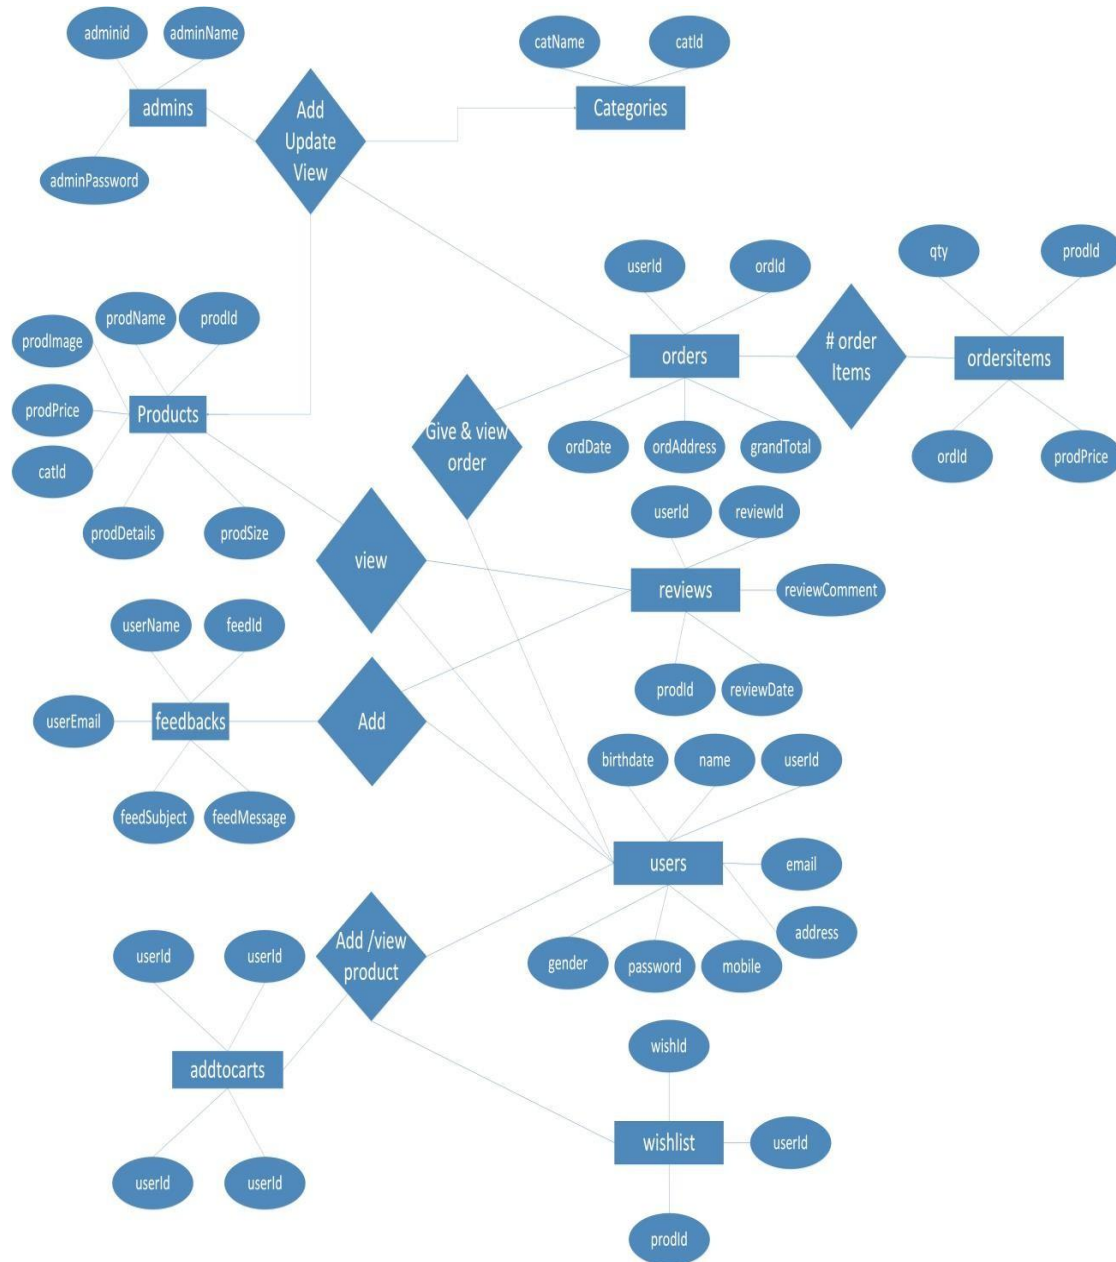 adminid
adminName
catName
catId
admins
Add
Update
View
Categories
adminPassword
userId
ordId
qty
prodId
prodName
prodId
prodImage
orders
# order
Items
ordersitems
prodPrice
Products
Give & view
order
ordDate
ordAddress
grandTotal
ordId
prodPrice
catId
userId
reviewId
prodDetails
prodSize
view
reviews
reviewComment
userName
feedId
prodId
reviewDate
userEmail
feedbacks
Add
birthdate
name
userId
feedSubject
feedMessage
users
email
address
userId
userId
Add /view
product
gender
password
mobile
addtocarts
wishId
wishlist
userId
userId
userId
prodId